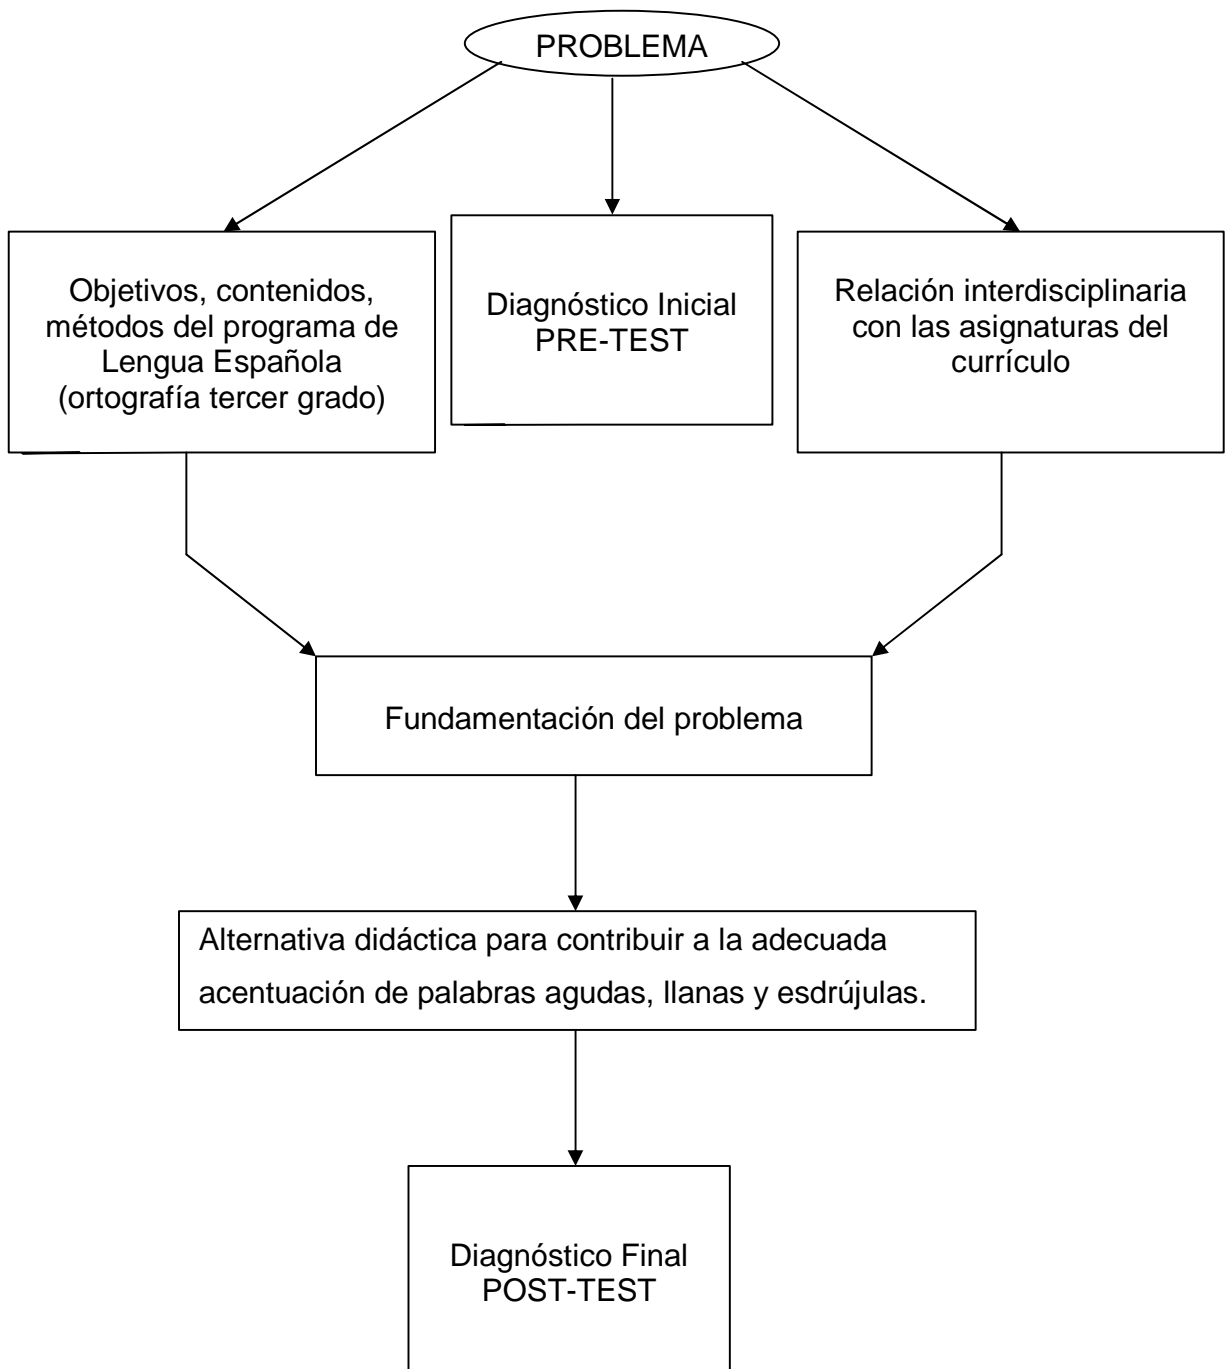 PROBLEMA
Objetivos, contenidos,
métodos del programa de
Lengua Española
(ortografía tercer grado)
Diagnóstico Inicial
PRE-TEST
Relación interdisciplinaria
con las asignaturas del
currículo
Fundamentación del problema
Alternativa didáctica para contribuir a la adecuada
acentuación de palabras agudas, llanas y esdrújulas.
Diagnóstico Final
POST-TEST